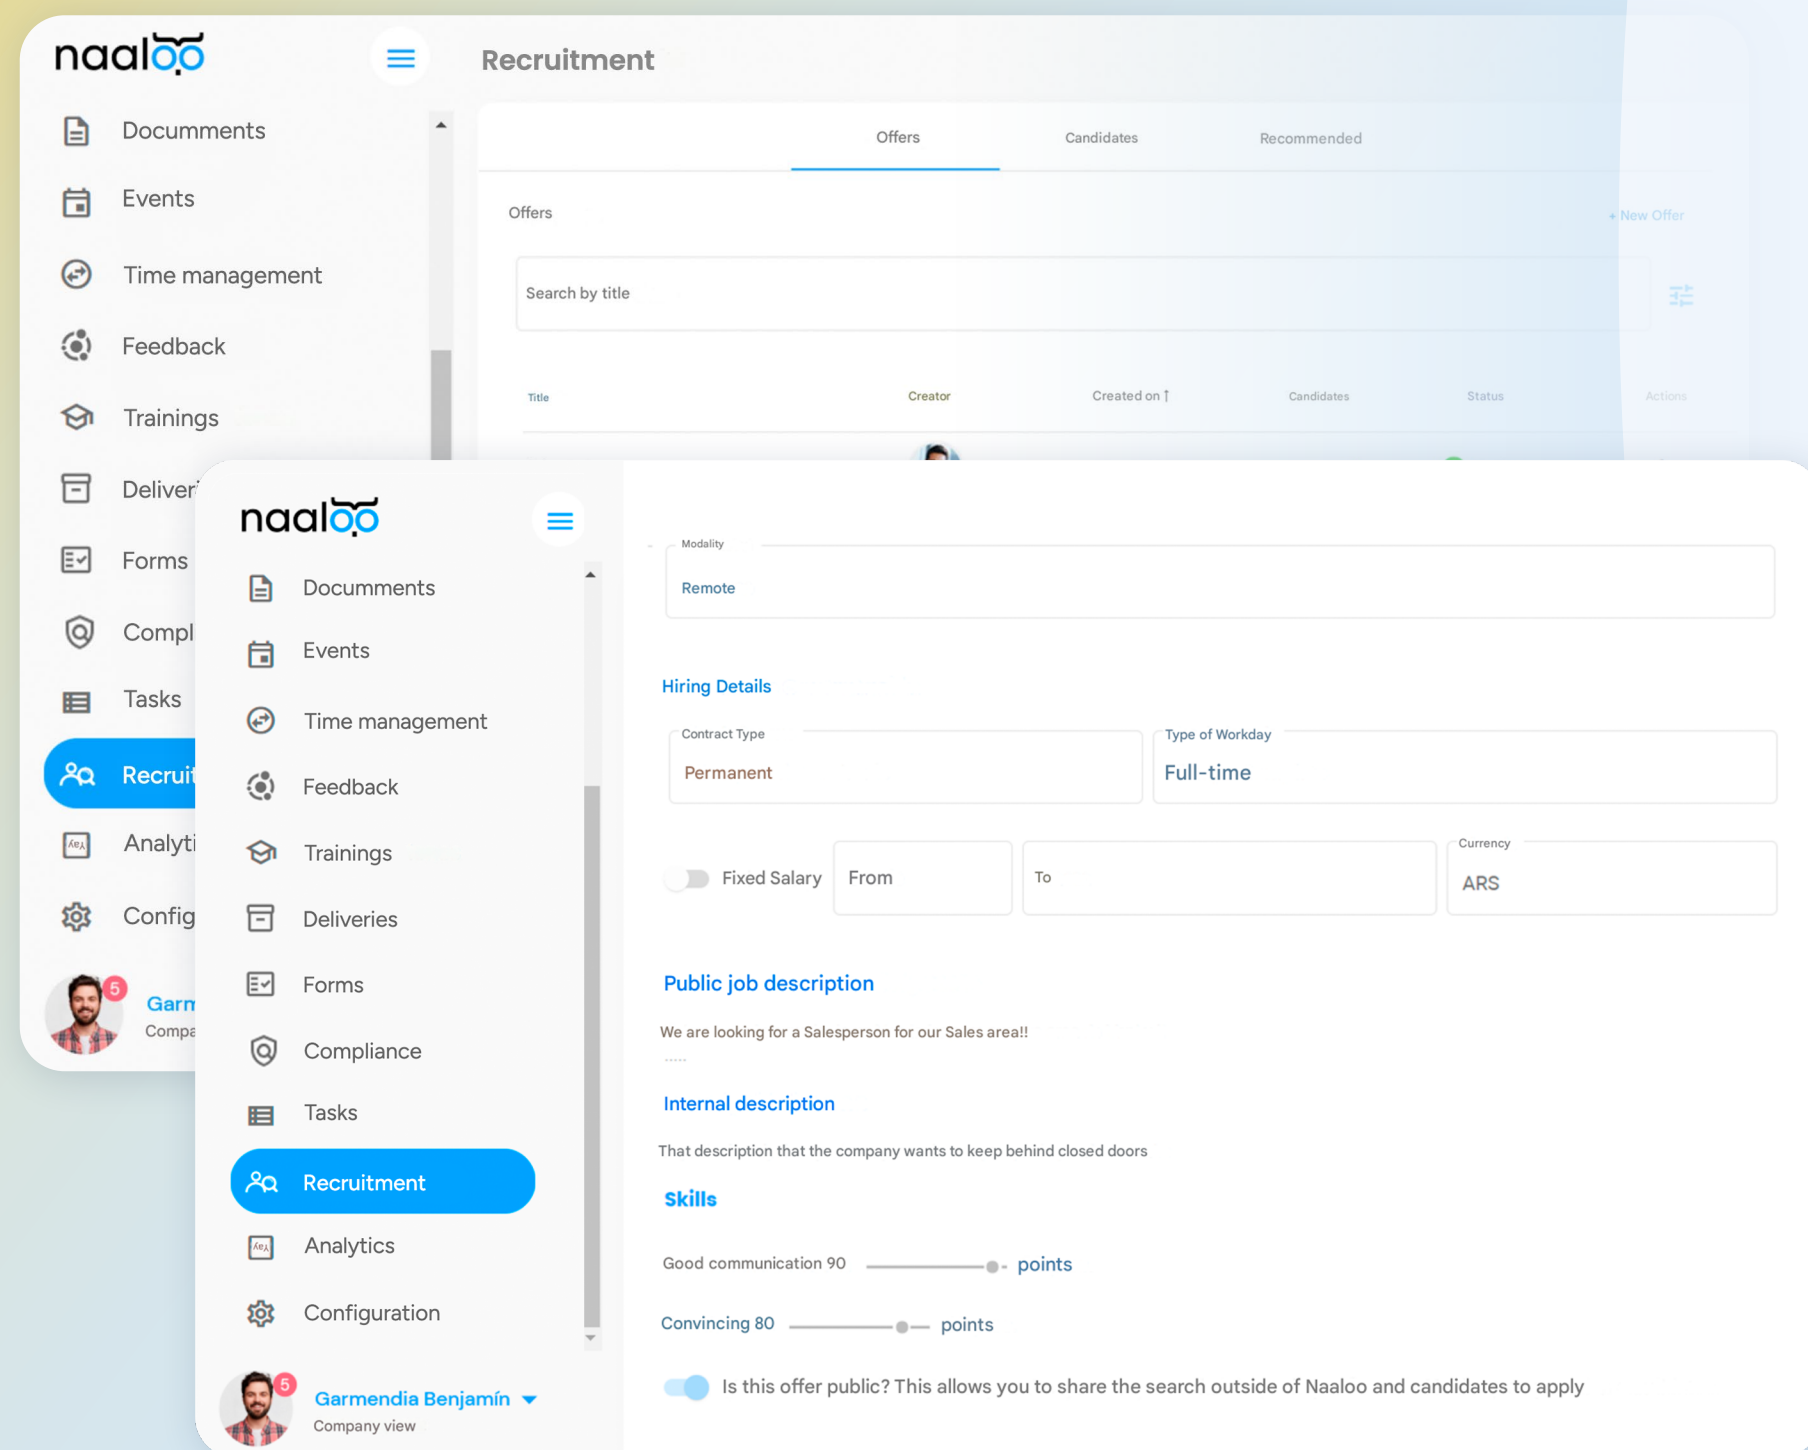 naaloo
Recruitment
Documments
Events
Time management
Feedback
Trainings
Deliveri
Forms
Compl
Tasks
Recruit
Analyti
Config
5
Garm
Compa
Offers
Candidates
Recommended
Offers
+ New Offer
Search by title
Title
Creator
Created on ↑
Candidates
Status
Actions
naaloo
Documments
Events
Time management
Feedback
Trainings
Deliveries
Forms
Compliance
Tasks
Recruitment
Analytics
Configuration
5
Garmendia Benjamín
Company view
Modality
Remote
Hiring Details
Contract Type
Permanent
Type of Workday
Full-time
Fixed Salary
From
To
Currency
ARS
Public job description
We are looking for a Salesperson for our Sales area!!
.....
Internal description
That description that the company wants to keep behind closed doors
Skills
Good communication 90 points
Convincing 80 points
Is this offer public? This allows you to share the search outside of Naaloo and candidates to apply